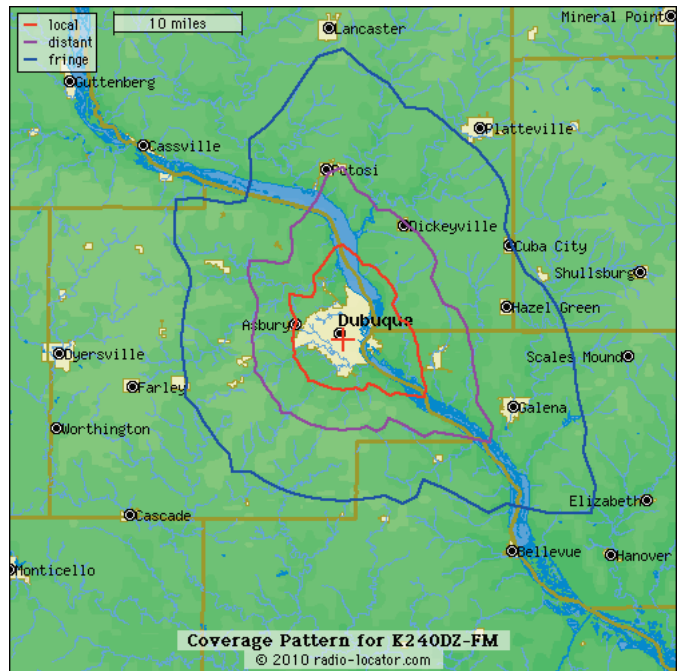 local
distant
fringe
10 miles
Mineral Point
Lancaster
Guttenberg
Platteville
Cassville
Potosi
Dickeyville
Cuba City
Shullsburg
Hazel Green
Asbury
Dubuque
Dyersville
Scales Mound
Farley
Galena
Worthington
Elizabeth
Cascade
Bellevue
Hanover
Monticello
Coverage Pattern for K240DZ-FM
© 2010 radio-locator.com